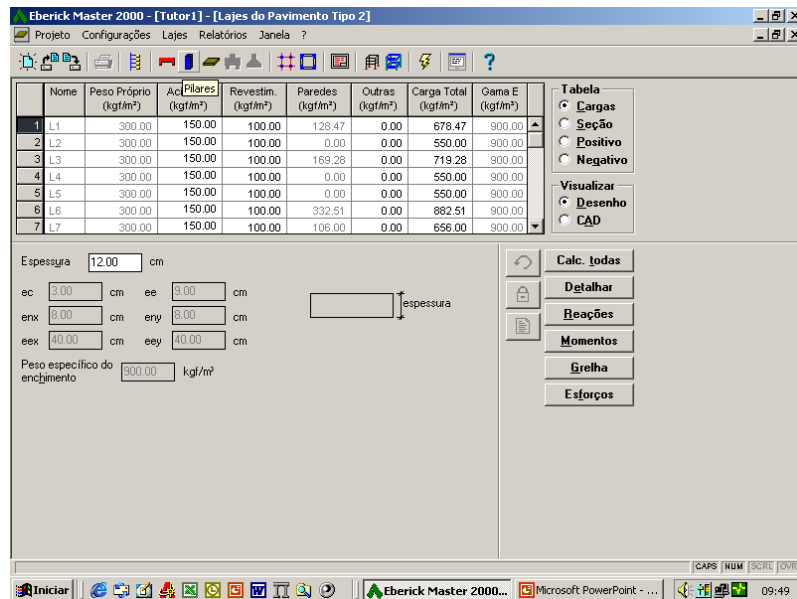 Eberick Master 2000 - [Tutor1] - [Lajes do Pavimento Tipo 2]
Projeto Configurações Lajes Relatórios Janela ?
Pilares
Nome Peso Próprio (kgf/m²) Ac (kgf/m²) Revestim. (kgf/m²) Paredes (kgf/m²) Outras (kgf/m²) Carga Total (kgf/m²) Gama E (kgf/m²)
1 L1 300.00 150.00 100.00 128.47 0.00 678.47 900.00
2 L2 300.00 150.00 100.00 0.00 0.00 550.00 900.00
3 L3 300.00 150.00 100.00 169.28 0.00 719.28 900.00
4 L4 300.00 150.00 100.00 0.00 0.00 550.00 900.00
5 L5 300.00 150.00 100.00 0.00 0.00 550.00 900.00
6 L6 300.00 150.00 100.00 332.51 0.00 882.51 900.00
7 L7 300.00 150.00 100.00 106.00 0.00 656.00 900.00
Tabela
Cargas
Seção
Positivo
Negativo
Visualizar
Desenho
CAD
Espessura 12.00 cm
ec 3.00 cm ee 9.00 cm
enx 8.00 cm eny 8.00 cm
eex 40.00 cm eey 40.00 cm
Peso específico do enchimento 900.00 kgf/m³
espessura
Calc. todas
Detalhar
Reações
Momentos
Grelha
Esforços
CAPS NUM SCRL OVR
Iniciar Eberick Master 2000... Microsoft PowerPoint - ... 09:49